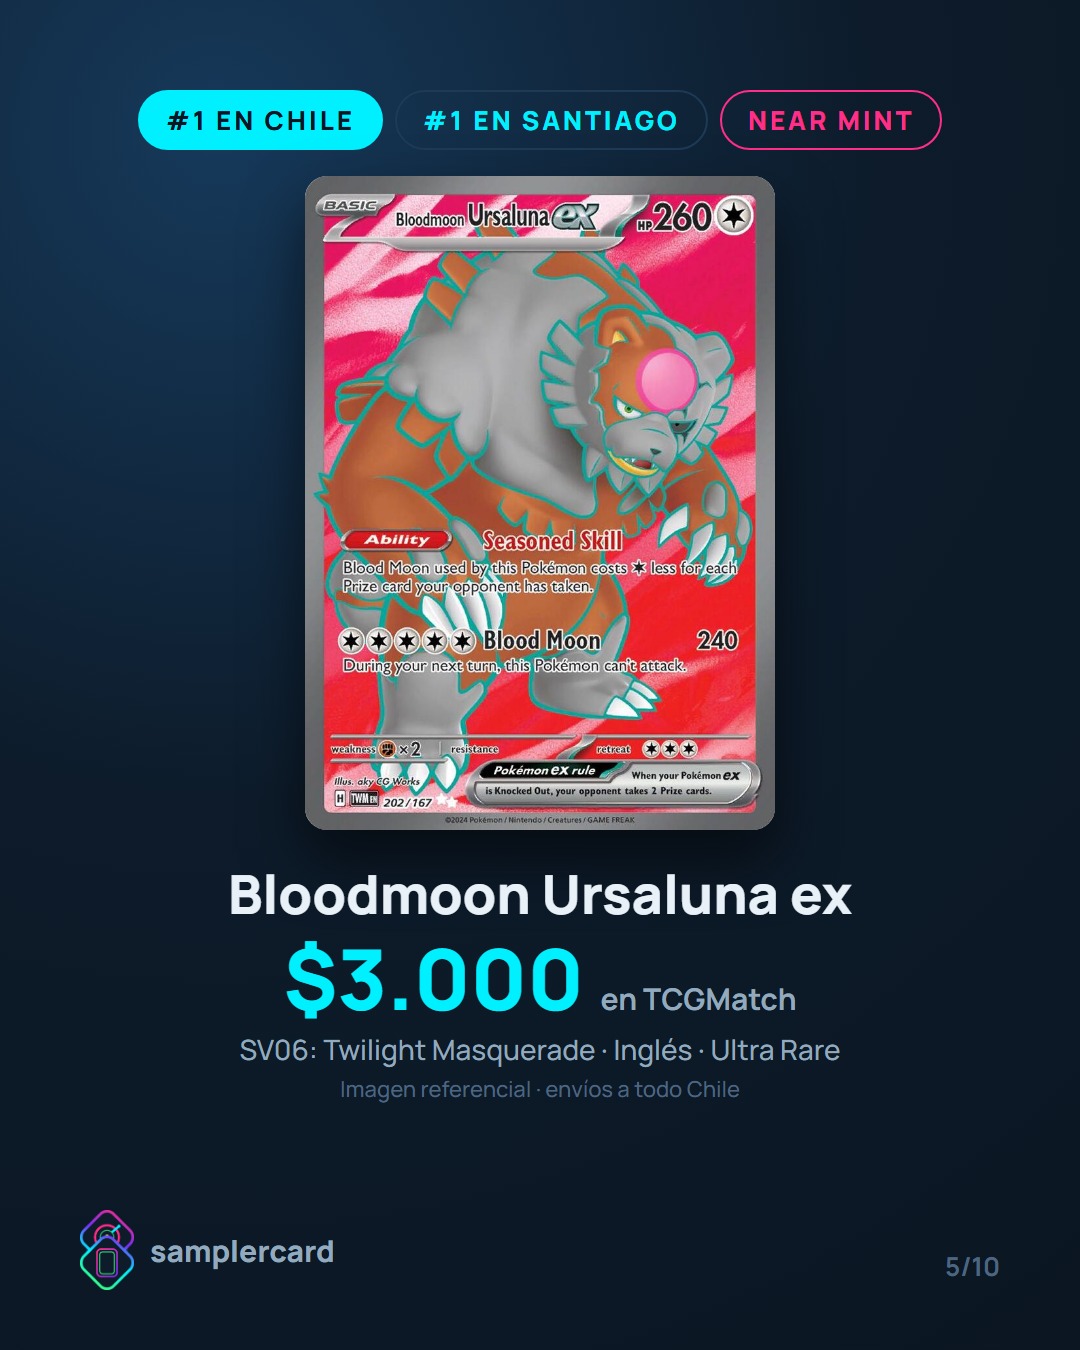 #1 EN CHILE #1 EN SANTIAGO NEAR MINT
BASIC Bloodmoon Ursaluna ex HP 260
Ability Seasoned Skill
Blood Moon used by this Pokémon costs less for each
Prize card your opponent has taken.
Blood Moon 240
During your next turn, this Pokémon can't attack.
weakness ×2 resistance retreat
Pokémon ex rule When your Pokémon ex
is Knocked Out, your opponent takes 2 Prize cards.
Illus. aky CG Works
H TWM EN 202/167
©2024 Pokémon / Nintendo / Creatures / GAME FREAK
Bloodmoon Ursaluna ex
$3.000 en TCGMatch
SV06: Twilight Masquerade · Inglés · Ultra Rare
Imagen referencial · envíos a todo Chile
samplercard
5/10